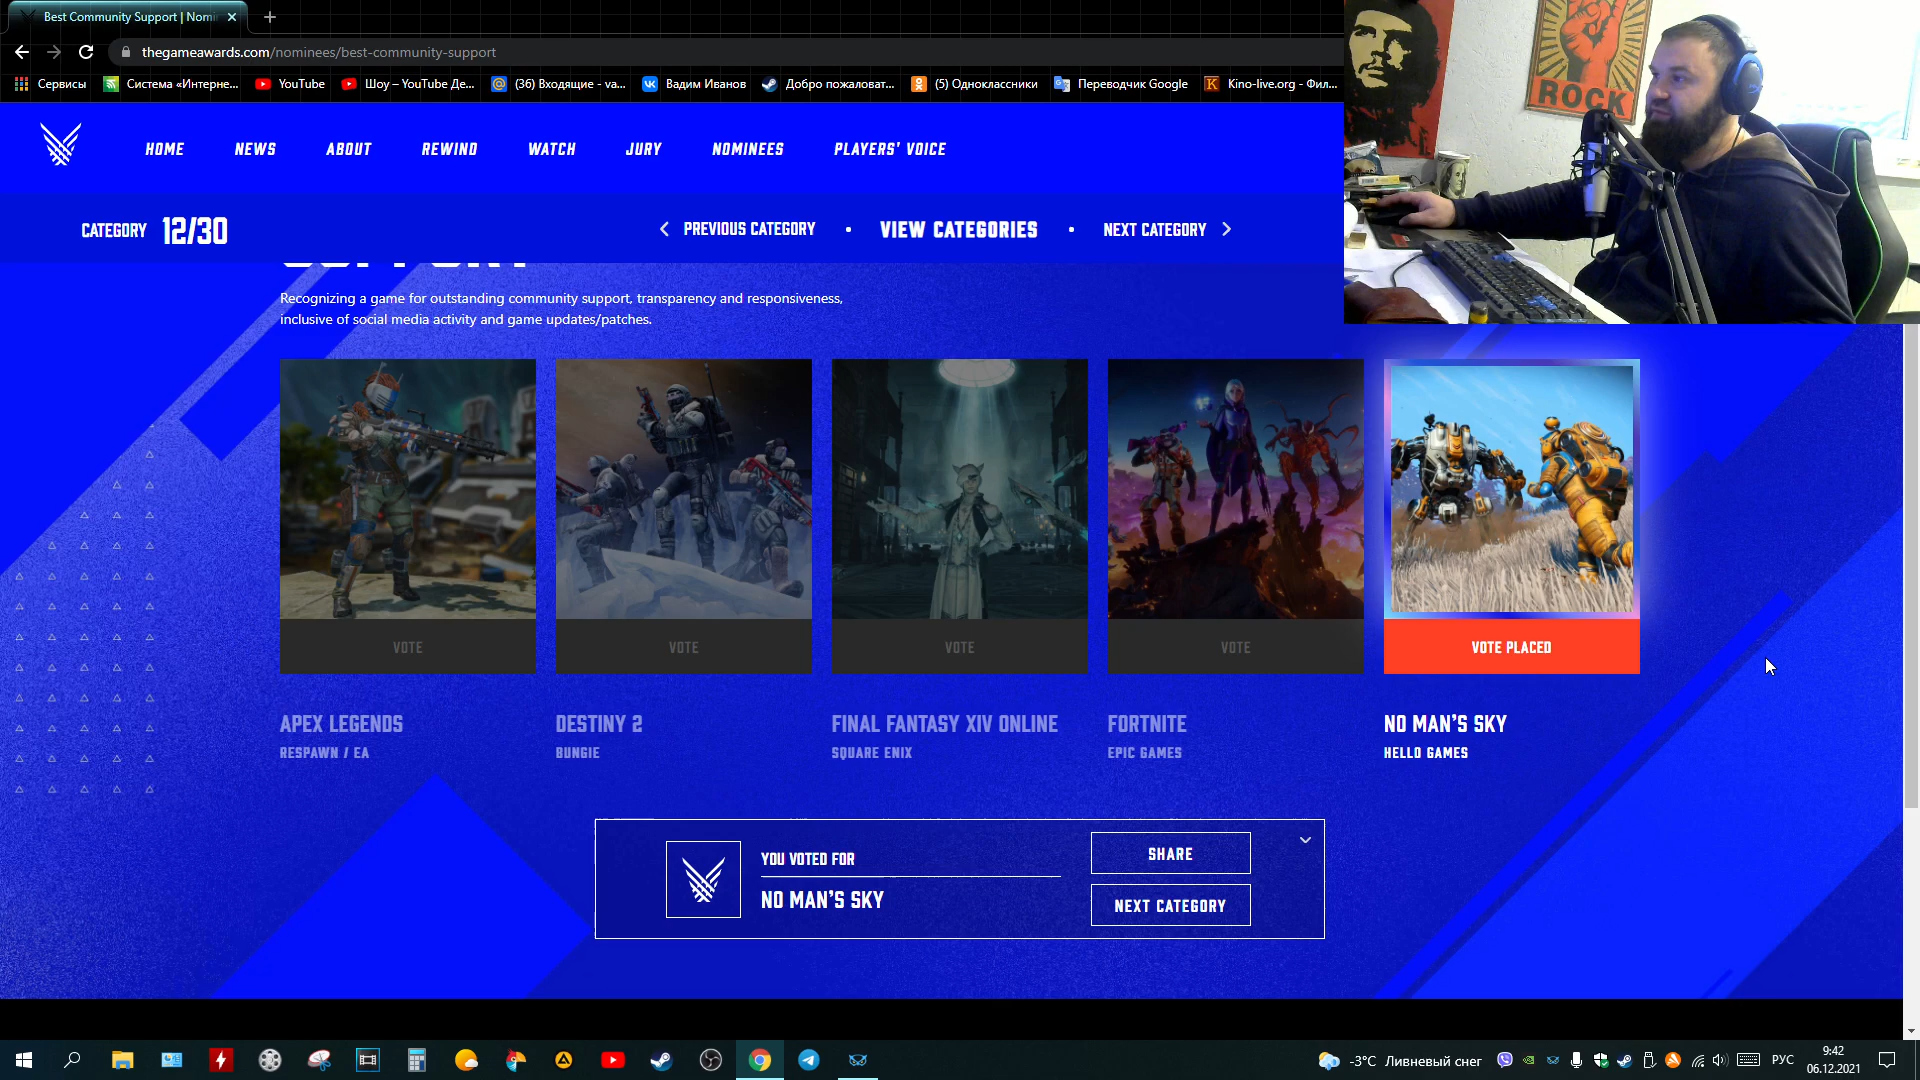 Best Community Support | Nomi
thegameawards.com/nominees/best-community-support
Сервисы
Система «Интерне...
YouTube
Шоу – YouTube Де...
(36) Входящие - va...
Вадим Иванов
Добро пожаловат...
(5) Одноклассники
Переводчик Google
Kino-live.org - Фил...
ROCK
HOME
NEWS
ABOUT
REWIND
WATCH
JURY
NOMINEES
PLAYERS' VOICE
CATEGORY 12/30
PREVIOUS CATEGORY
VIEW CATEGORIES
NEXT CATEGORY
SUPPORT
Recognizing a game for outstanding community support, transparency and responsiveness,
inclusive of social media activity and game updates/patches.
VOTE
VOTE
VOTE
VOTE
VOTE PLACED
APEX LEGENDS
RESPAWN / EA
DESTINY 2
BUNGIE
FINAL FANTASY XIV ONLINE
SQUARE ENIX
FORTNITE
EPIC GAMES
NO MAN'S SKY
HELLO GAMES
YOU VOTED FOR
NO MAN'S SKY
SHARE
NEXT CATEGORY
-3°C Ливневый снег
РУС
9:42
06.12.2021